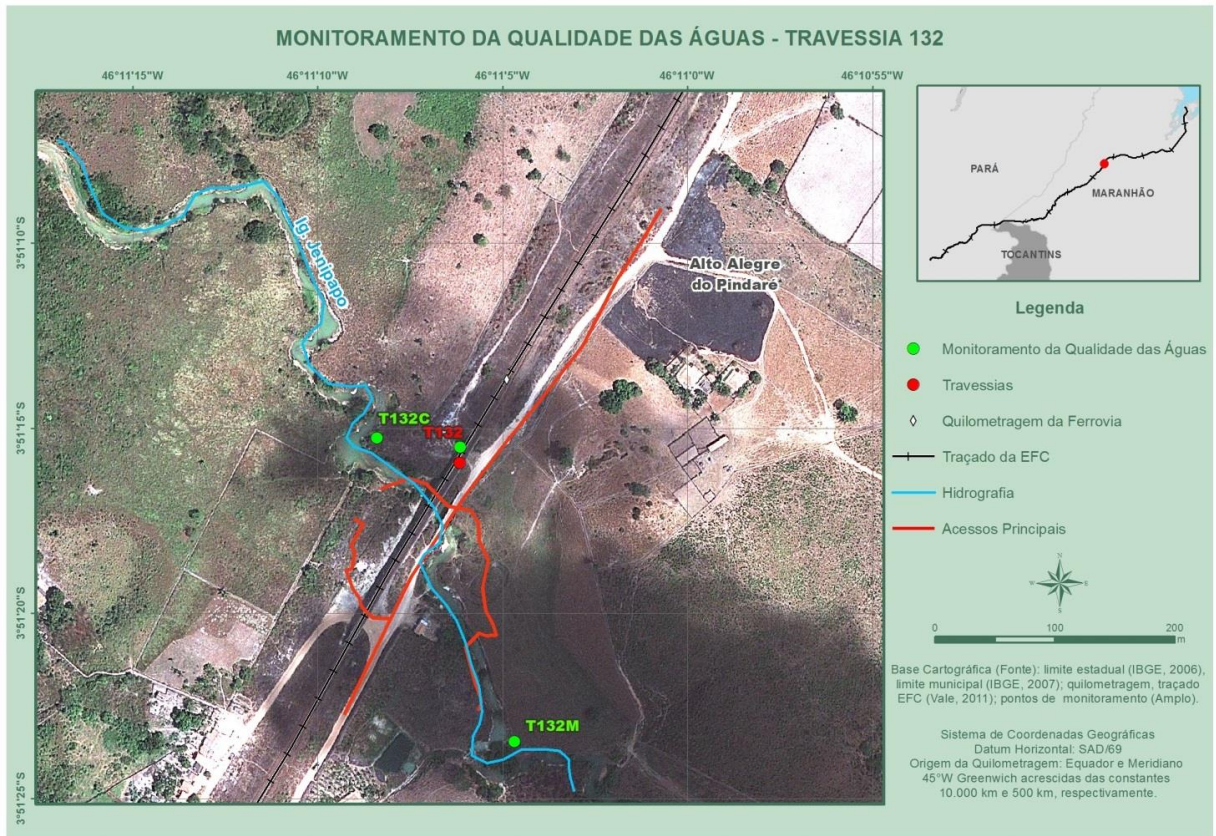 MONITORAMENTO DA QUALIDADE DAS ÁGUAS - TRAVESSIA 132
46°11'15"W
46°11'10"W
46°11'5"W
46°11'0"W
46°10'55"W
3°51'10"S
3°51'15"S
3°51'20"S
3°51'25"S
Ig. Jenipapo
Alto Alegre
do Pindaré
T132C
T132
T132M
PARÁ
MARANHÃO
TOCANTINS
Legenda
Monitoramento da Qualidade das Águas
Travessias
Quilometragem da Ferrovia
Traçado da EFC
Hidrografia
Acessos Principais
N
W
E
S
0
100
200
m
Base Cartográfica (Fonte): limite estadual (IBGE, 2006),
limite municipal (IBGE, 2007); quilometragem, traçado
EFC (Vale, 2011); pontos de monitoramento (Amplo).
Sistema de Coordenadas Geográficas
Datum Horizontal: SAD/69
Origem da Quilometragem: Equador e Meridiano
45°W Greenwich acrescidas das constantes
10.000 km e 500 km, respectivamente.